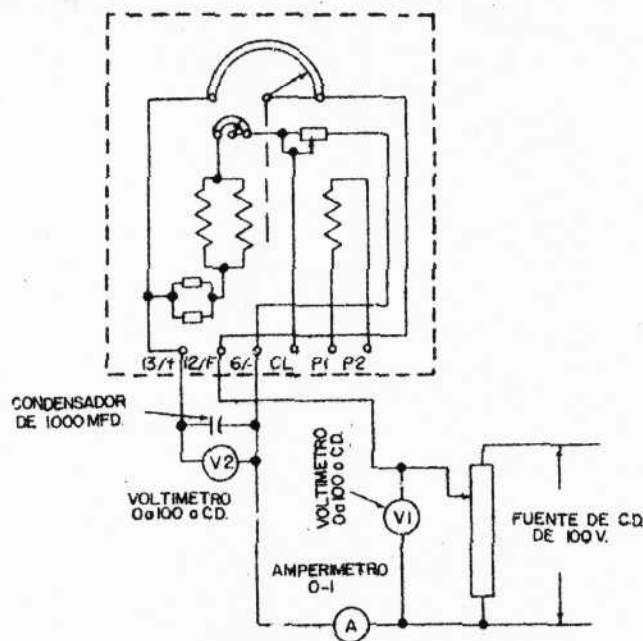 13/+ 12/F 6/- CL P1 P2
CONDENSADOR
DE 1000 MFD.
V2
VOLTIMETRO
0 a 100 a C.D.
VOLTIMETRO
0 a 100 a C.D.
V1
FUENTE DE C.D.
DE 100 V.
AMPERIMETRO
0-1
A